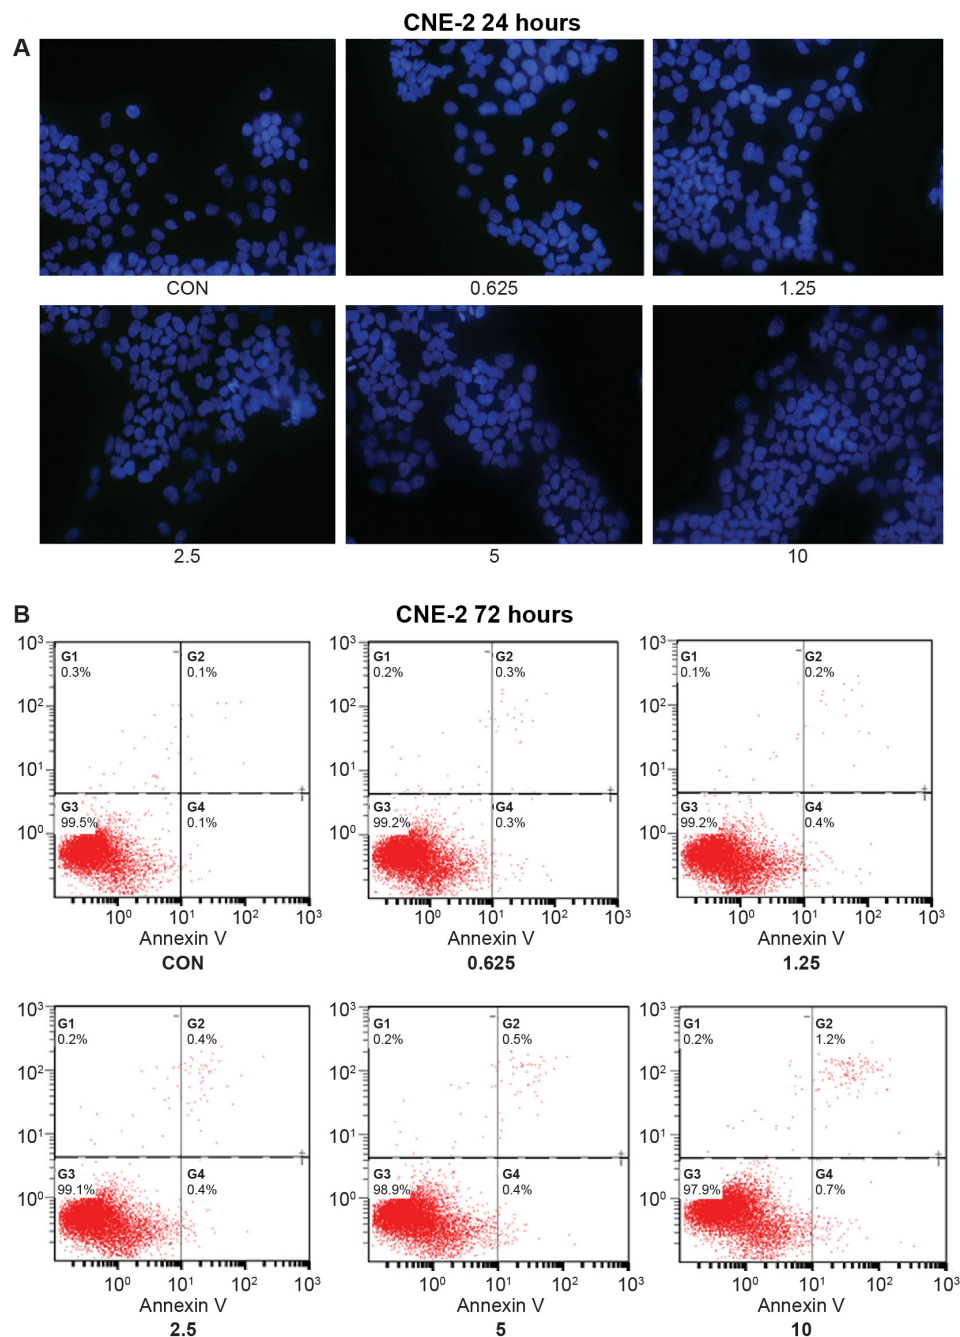 CNE-2 24 hours
A
CON
0.625
1.25
2.5
5
10
B
CNE-2 72 hours
10³
10²
10¹
10⁰
G1
0.3%
G2
0.1%
G3
99.5%
G4
0.1%
10⁰ 10¹ 10² 10³
Annexin V
CON
10³
10²
10¹
10⁰
G1
0.2%
G2
0.3%
G3
99.2%
G4
0.3%
10⁰ 10¹ 10² 10³
Annexin V
0.625
10³
10²
10¹
10⁰
G1
0.1%
G2
0.2%
G3
99.2%
G4
0.4%
10⁰ 10¹ 10² 10³
Annexin V
1.25
10³
10²
10¹
10⁰
G1
0.2%
G2
0.4%
G3
99.1%
G4
0.4%
10⁰ 10¹ 10² 10³
Annexin V
2.5
10³
10²
10¹
10⁰
G1
0.2%
G2
0.5%
G3
98.9%
G4
0.4%
10⁰ 10¹ 10² 10³
Annexin V
5
10³
10²
10¹
10⁰
G1
0.2%
G2
1.2%
G3
97.9%
G4
0.7%
10⁰ 10¹ 10² 10³
Annexin V
10